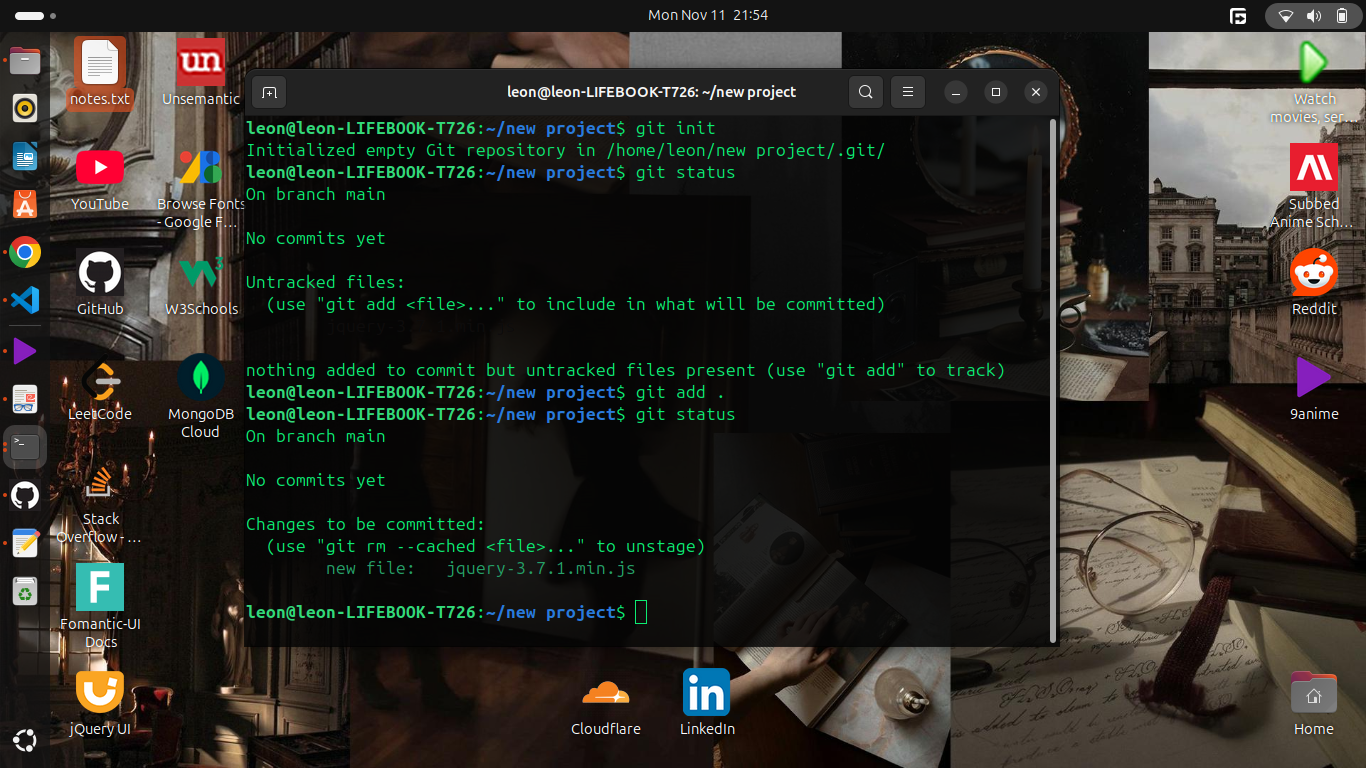 Mon Nov 11 21:54
notes.txt
Unsemantic
YouTube
Browse Fonts
- Google F…
GitHub
W3Schools
LeetCode
MongoDB
Cloud
Stack
Overflow - …
Fomantic-UI
Docs
jQuery UI
leon@leon-LIFEBOOK-T726: ~/new project
leon@leon-LIFEBOOK-T726:~/new project$ git init
Initialized empty Git repository in /home/leon/new project/.git/
leon@leon-LIFEBOOK-T726:~/new project$ git status
On branch main
No commits yet
Untracked files:
(use "git add <file>..." to include in what will be committed)
nothing added to commit but untracked files present (use "git add" to track)
leon@leon-LIFEBOOK-T726:~/new project$ git add .
leon@leon-LIFEBOOK-T726:~/new project$ git status
On branch main
No commits yet
Changes to be committed:
(use "git rm --cached <file>..." to unstage)
new file:   jquery-3.7.1.min.js
leon@leon-LIFEBOOK-T726:~/new project$
Cloudflare
LinkedIn
Watch
movies, ser…
Subbed
Anime Sch…
Reddit
9anime
Home